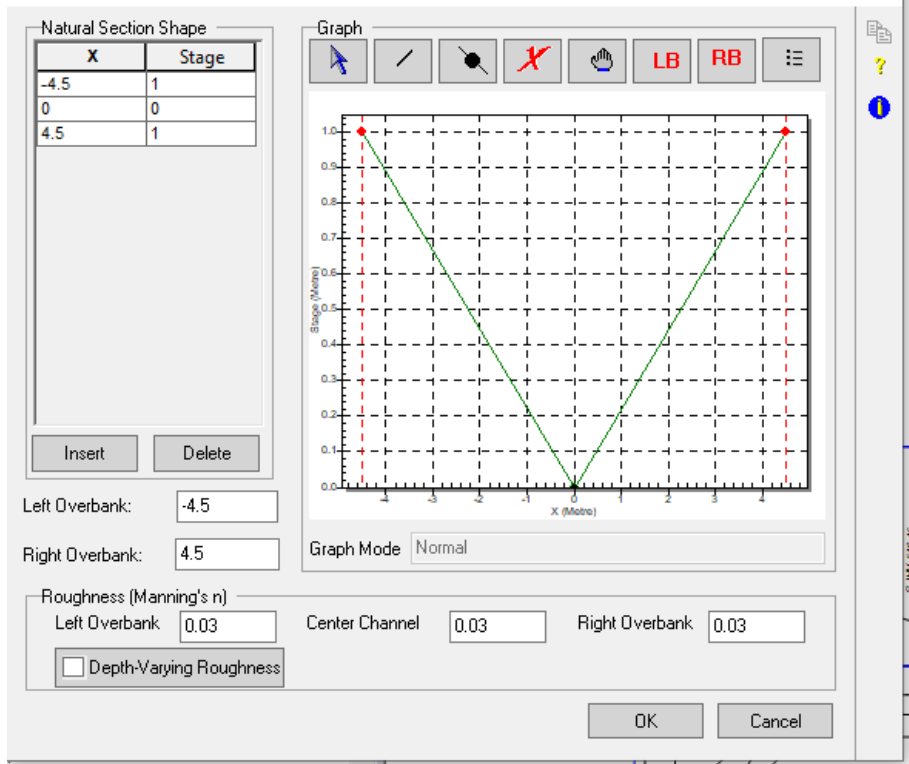 Natural Section Shape
X Stage
-4.5 1
0 0
4.5 1
Insert Delete
Left Overbank: -4.5
Right Overbank: 4.5
Graph
LB RB
1.0
0.9
0.8
0.7
0.6
0.5
0.4
0.3
0.2
0.1
0.0
Stage (Metre)
-4 -3 -2 -1 0 1 2 3 4
X (Metre)
Graph Mode Normal
Roughness (Manning's n)
Left Overbank 0.03 Center Channel 0.03 Right Overbank 0.03
Depth-Varying Roughness
OK Cancel
?